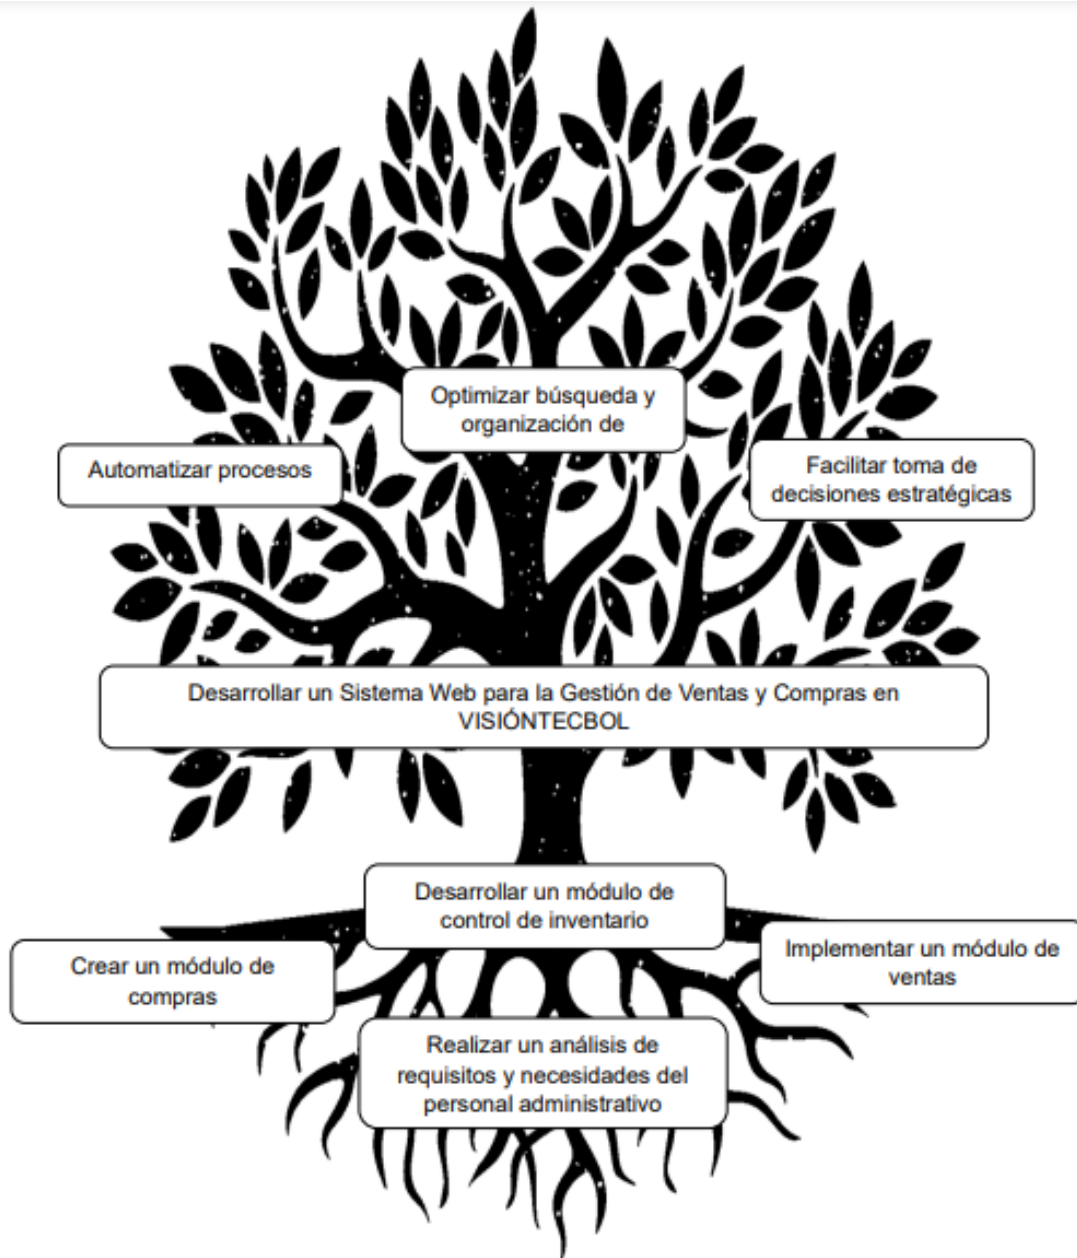 Optimizar búsqueda y
organización de
Automatizar procesos
Facilitar toma de
decisiones estratégicas
Desarrollar un Sistema Web para la Gestión de Ventas y Compras en
VISIÓNTECBOL
Desarrollar un módulo de
control de inventario
Crear un módulo de
compras
Implementar un módulo de
ventas
Realizar un análisis de
requisitos y necesidades del
personal administrativo